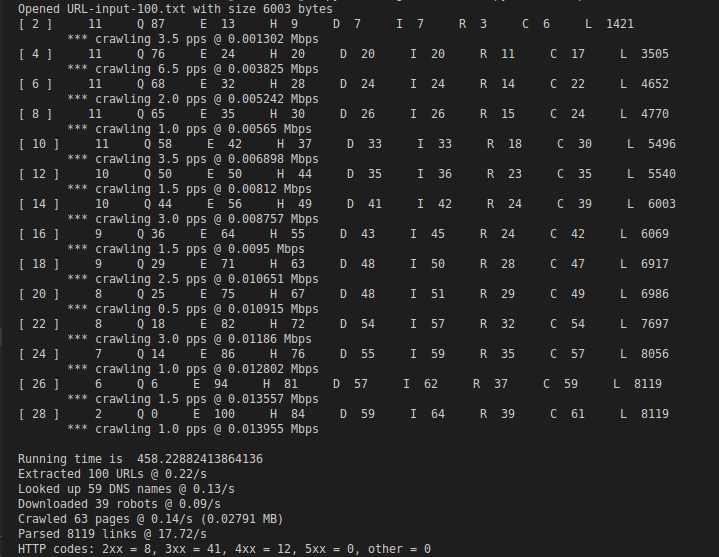 Opened URL-input-100.txt with size 6003 bytes
[ 2 ] 11 Q 87 E 13 H 9 D 7 I 7 R 3 C 6 L 1421
*** crawling 3.5 pps @ 0.001302 Mbps
[ 4 ] 11 Q 76 E 24 H 20 D 20 I 20 R 11 C 17 L 3505
*** crawling 6.5 pps @ 0.003825 Mbps
[ 6 ] 11 Q 68 E 32 H 28 D 24 I 24 R 14 C 22 L 4652
*** crawling 2.0 pps @ 0.005242 Mbps
[ 8 ] 11 Q 65 E 35 H 30 D 26 I 26 R 15 C 24 L 4770
*** crawling 1.0 pps @ 0.00565 Mbps
[ 10 ] 11 Q 58 E 42 H 37 D 33 I 33 R 18 C 30 L 5496
*** crawling 3.5 pps @ 0.006898 Mbps
[ 12 ] 10 Q 50 E 50 H 44 D 35 I 36 R 23 C 35 L 5540
*** crawling 1.5 pps @ 0.00812 Mbps
[ 14 ] 10 Q 44 E 56 H 49 D 41 I 42 R 24 C 39 L 6003
*** crawling 3.0 pps @ 0.008757 Mbps
[ 16 ] 9 Q 36 E 64 H 55 D 43 I 45 R 24 C 42 L 6069
*** crawling 1.5 pps @ 0.0095 Mbps
[ 18 ] 9 Q 29 E 71 H 63 D 48 I 50 R 28 C 47 L 6917
*** crawling 2.5 pps @ 0.010651 Mbps
[ 20 ] 8 Q 25 E 75 H 67 D 48 I 51 R 29 C 49 L 6986
*** crawling 0.5 pps @ 0.010915 Mbps
[ 22 ] 8 Q 18 E 82 H 72 D 54 I 57 R 32 C 54 L 7697
*** crawling 3.0 pps @ 0.01186 Mbps
[ 24 ] 7 Q 14 E 86 H 76 D 55 I 59 R 35 C 57 L 8056
*** crawling 1.0 pps @ 0.012802 Mbps
[ 26 ] 6 Q 6 E 94 H 81 D 57 I 62 R 37 C 59 L 8119
*** crawling 1.5 pps @ 0.013557 Mbps
[ 28 ] 2 Q 0 E 100 H 84 D 59 I 64 R 39 C 61 L 8119
*** crawling 1.0 pps @ 0.013955 Mbps
Running time is 458.22882413864136
Extracted 100 URLs @ 0.22/s
Looked up 59 DNS names @ 0.13/s
Downloaded 39 robots @ 0.09/s
Crawled 63 pages @ 0.14/s (0.02791 MB)
Parsed 8119 links @ 17.72/s
HTTP codes: 2xx = 8, 3xx = 41, 4xx = 12, 5xx = 0, other = 0